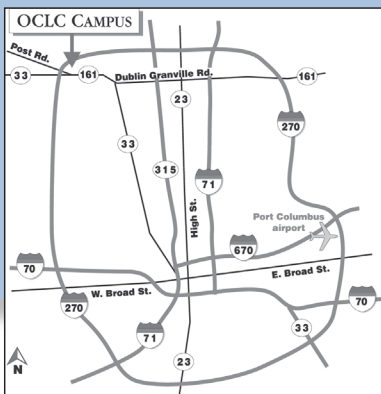 OCLC CAMPUS
Post Rd.
33
161
Dublin Granville Rd.
161
23
33
270
315
71
High St.
Port Columbus
airport
670
70
E. Broad St.
W. Broad St.
270
70
33
71
23
N